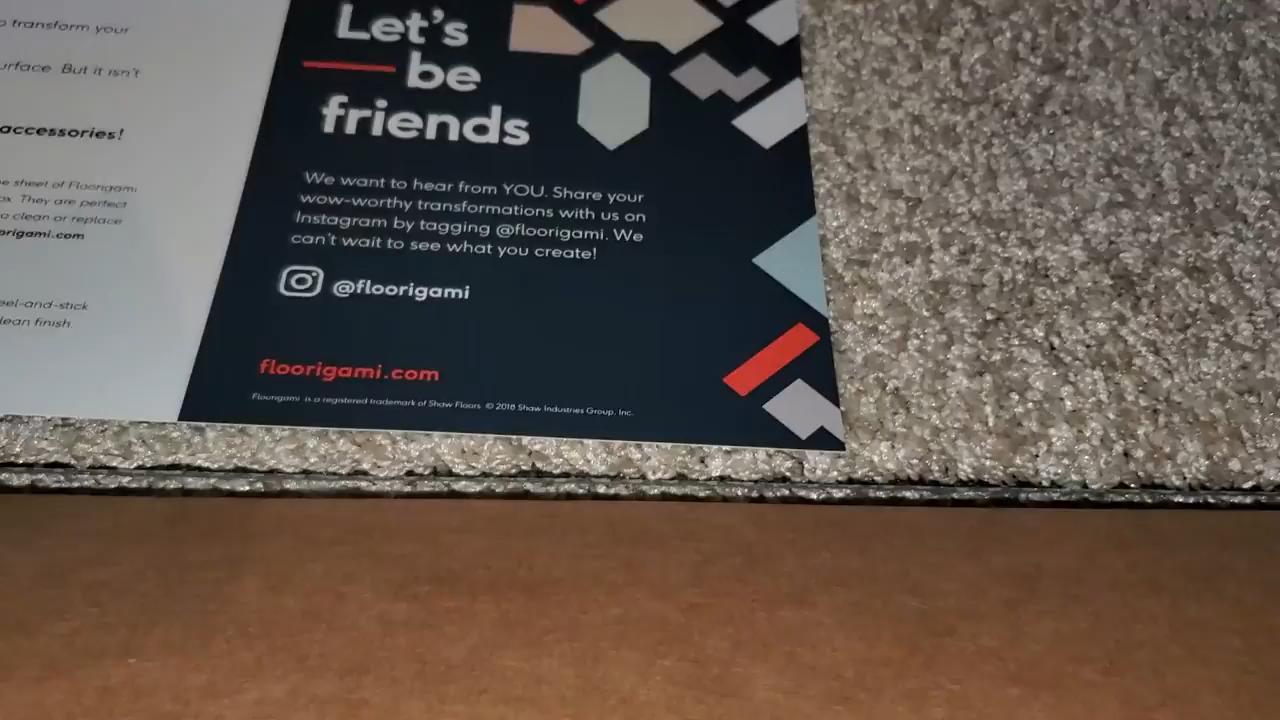 transform your
urface. But it isn't
accessories!
e sheet of Floorigami
ox. They are perfect
o clean or replace
origami.com
eel-and-stick
lean finish.
Let's
be
friends
We want to hear from YOU. Share your
wow-worthy transformations with us on
Instagram by tagging @floorigami. We
can't wait to see what you create!
@floorigami
floorigami.com
Floorigami is a registered trademark of Shaw Floors © 2018 Shaw Industries Group, Inc.